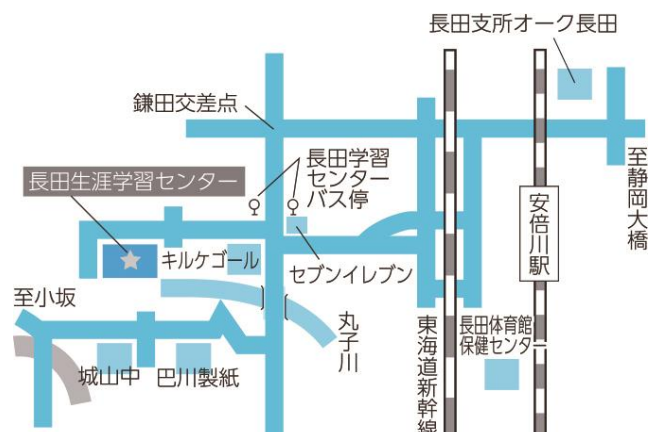 長田支所オーク長田
鎌田交差点
長田学習
センター
バス停
長田生涯学習センター
至静岡大橋
安倍川駅
キルケゴール
セブンイレブン
至小坂
丸子川
東海道新幹線
長田体育館
保健センター
城山中
巴川製紙